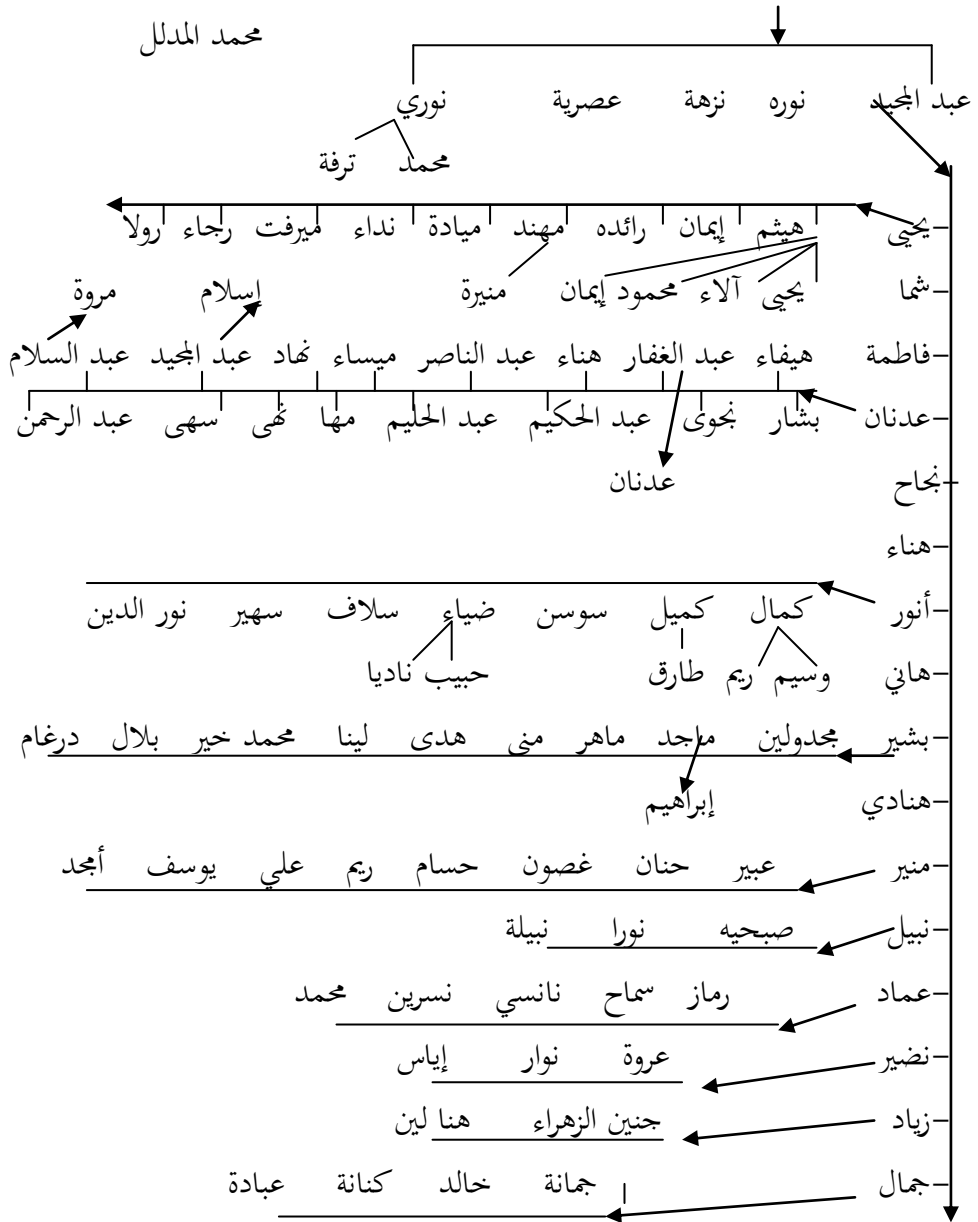 محمد المدلل
عبد المجيد نوره نزهة عصرية نوري
محمد ترفة
يحيى هيثم إيمان رائده مهند ميادة نداء ميرفت رجاء رولا
شما يحيى آلاء محمود إيمان منيرة إسلام مروة
فاطمة هيفاء عبد الغفار هناء عبد الناصر ميساء نهاد عبد المجيد عبد السلام
عدنان بشار نجوى عبد الحكيم عبد الحليم مها نهى سهى عبد الرحمن
نجاح عدنان
هناء
أنور كمال كميل سوسن ضياء سلاف سهير نور الدين
هاني وسيم ريم طارق حبيب ناديا
بشير مجدولين ماجد ماهر منى هدى لينا محمد خير بلال درغام
هنادي إبراهيم
منير عبير حنان غصون حسام ريم علي يوسف أمجد
نبيل صبحيه نورا نبيلة
عماد رماز سماح نانسي نسرين محمد
نضير عروة نوار إياس
زياد جنين الزهراء هنا لين
جمال جمانة خالد كنانة عبادة